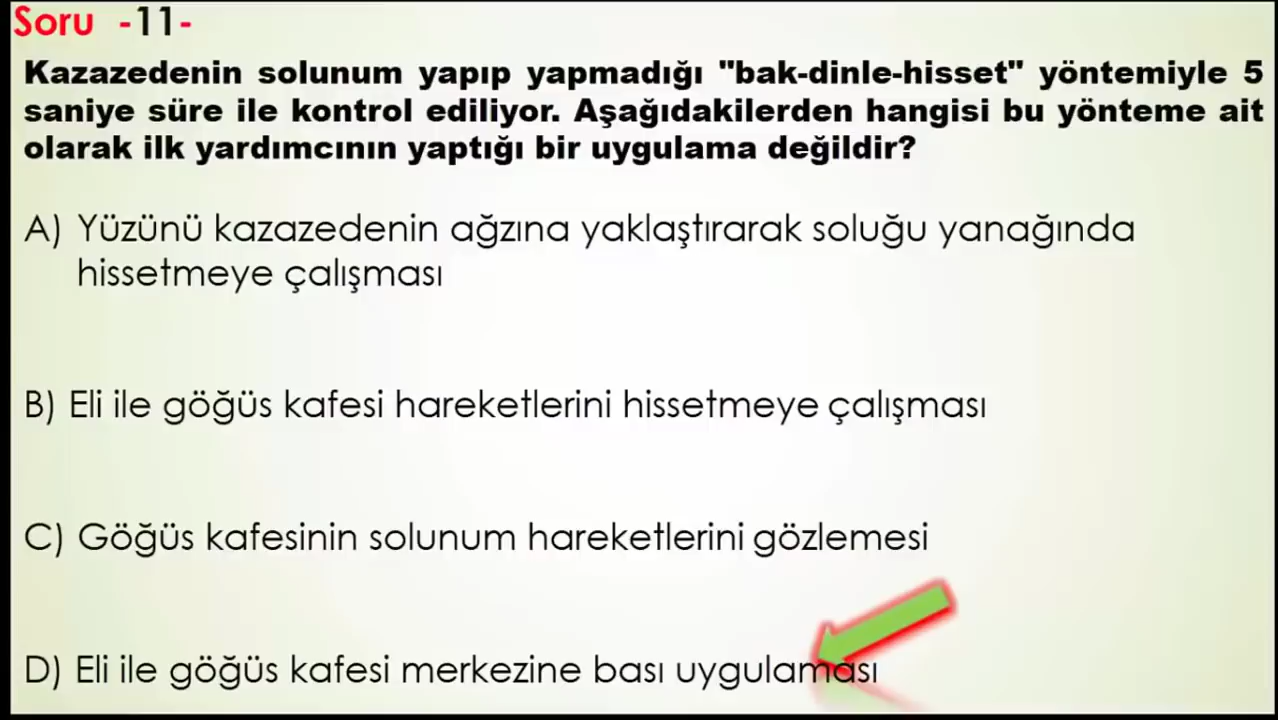 Soru -11-
Kazazedenin solunum yapıp yapmadığı "bak-dinle-hisset" yöntemiyle 5
saniye süre ile kontrol ediliyor. Aşağıdakilerden hangisi bu yönteme ait
olarak ilk yardımcının yaptığı bir uygulama değildir?
A) Yüzünü kazazedenin ağzına yaklaştırarak soluğu yanağında
hissetmeye çalışması
B) Eli ile göğüs kafesi hareketlerini hissetmeye çalışması
C) Göğüs kafesinin solunum hareketlerini gözlemesi
D) Eli ile göğüs kafesi merkezine bası uygulaması